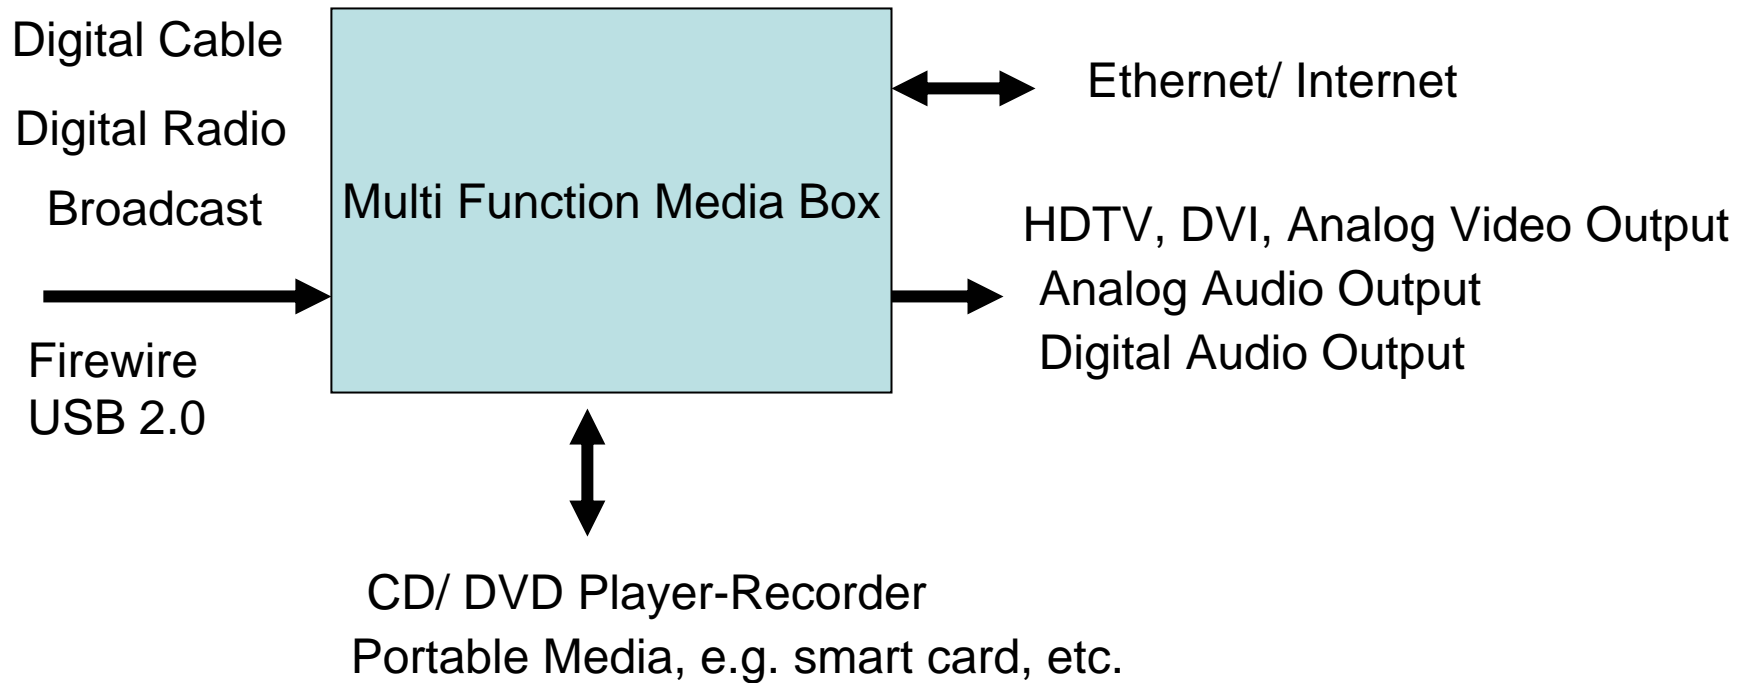 Digital Cable
Digital Radio
Broadcast
Firewire
USB 2.0
Multi Function Media Box
Ethernet/ Internet
HDTV, DVI, Analog Video Output
Analog Audio Output
Digital Audio Output
CD/ DVD Player-Recorder
Portable Media, e.g. smart card, etc.